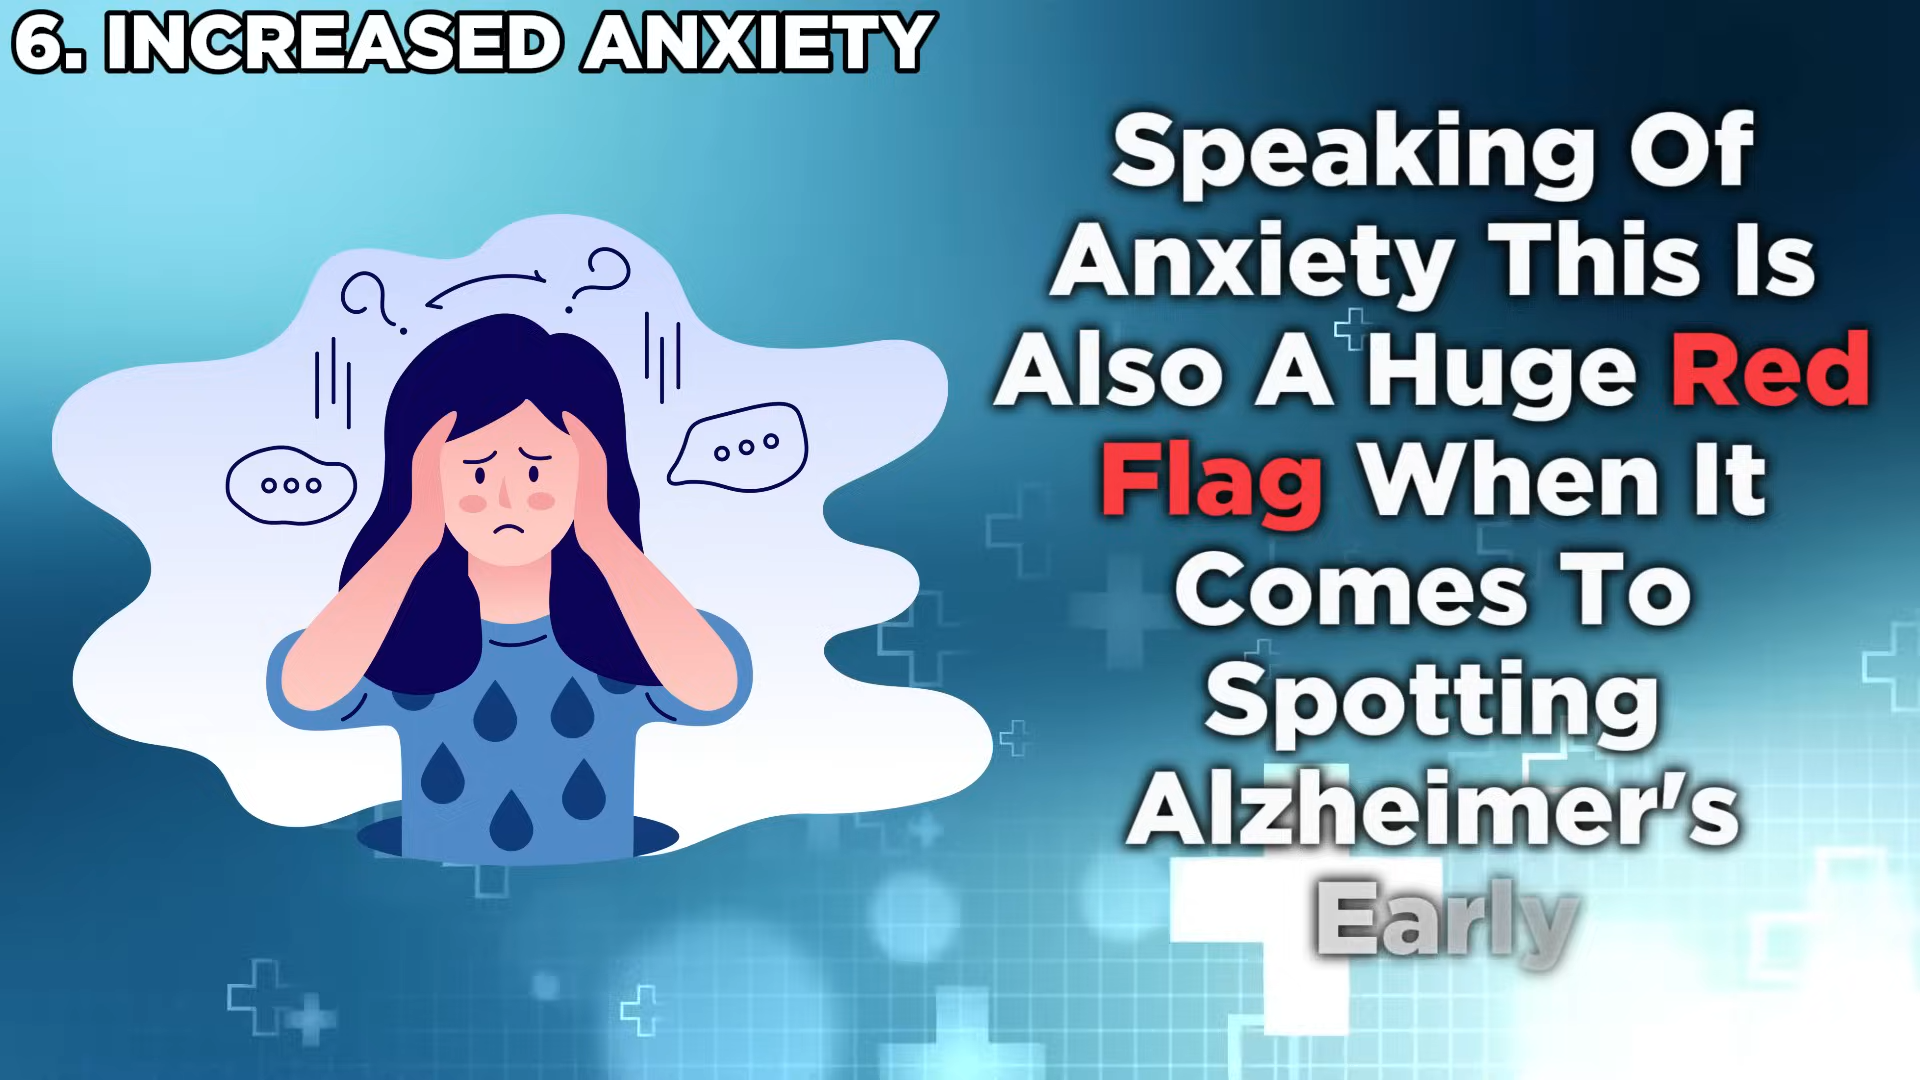 6. INCREASED ANXIETY
Speaking Of
Anxiety This Is
Also A Huge Red
Flag When It
Comes To
Spotting
Alzheimer's
Early